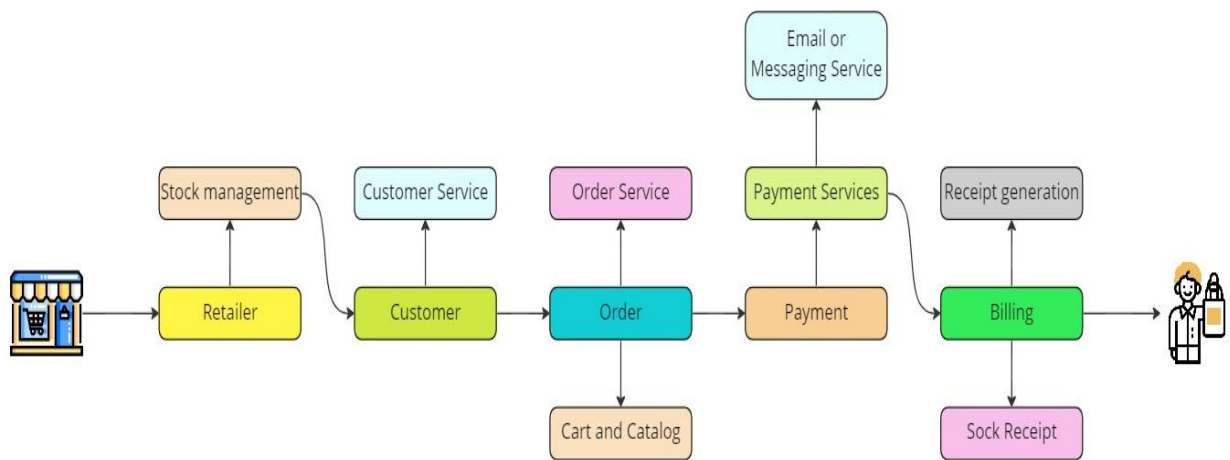 Email or
Messaging Service
Stock management
Customer Service
Order Service
Payment Services
Receipt generation
Retailer
Customer
Order
Payment
Billing
Cart and Catalog
Sock Receipt